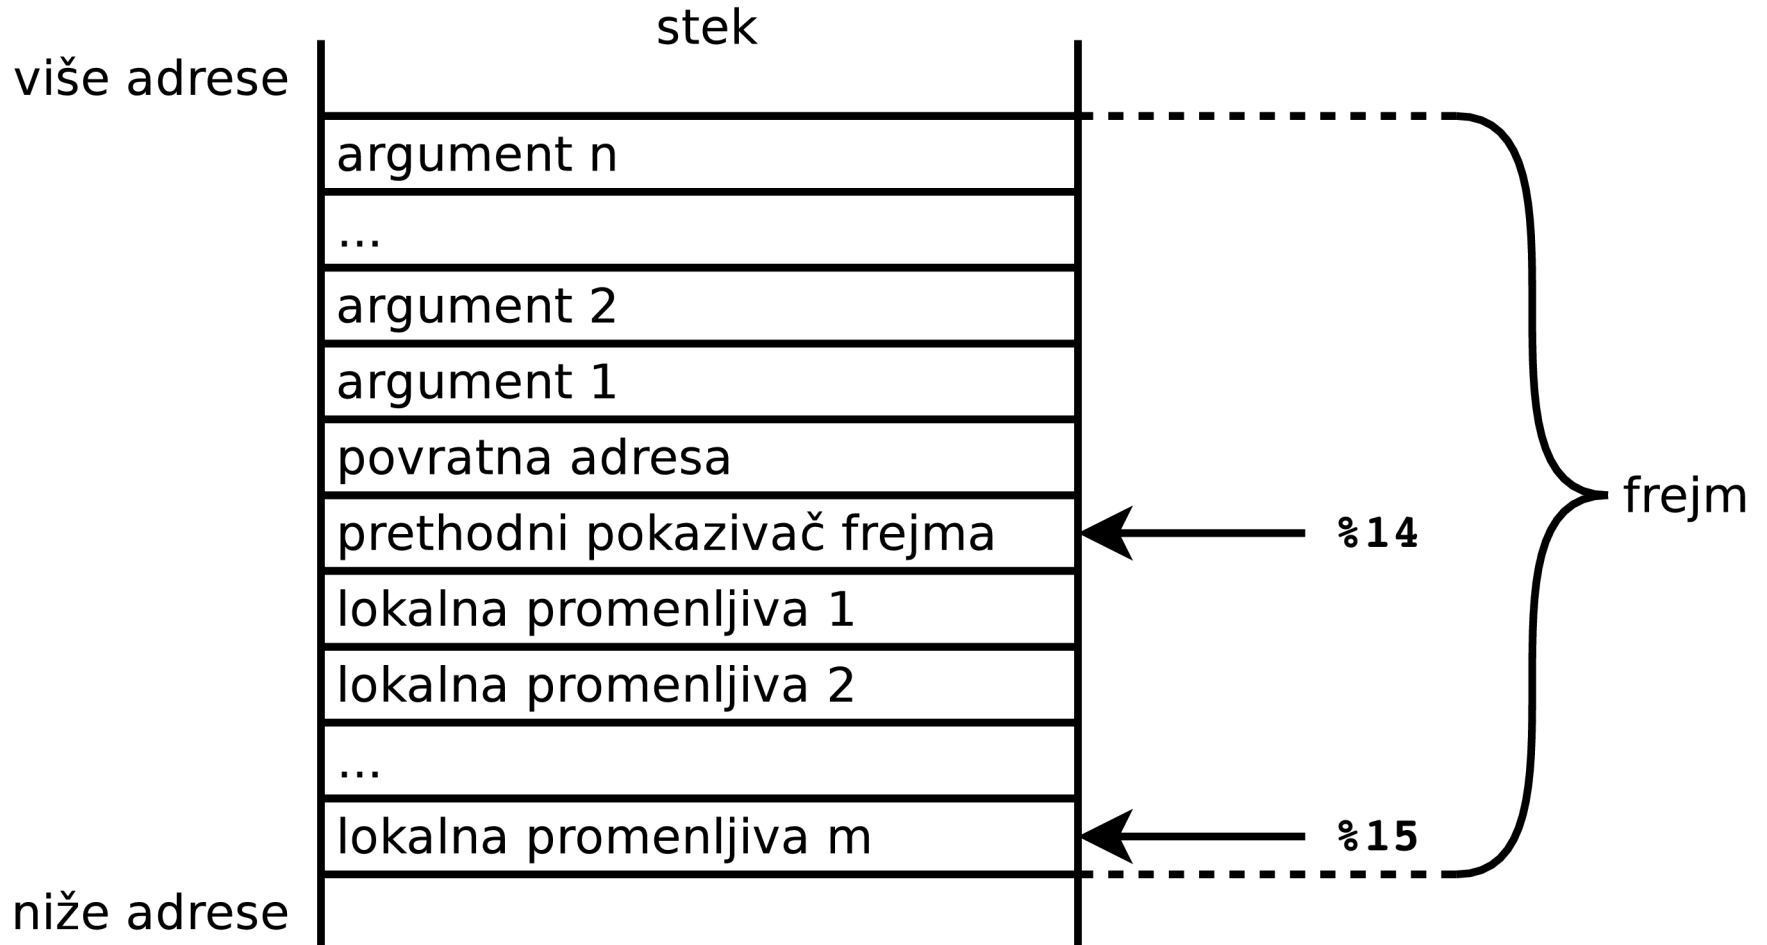 stek
više adrese
argument n
...
argument 2
argument 1
povratna adresa
frejm
prethodni pokazivač frejma
%14
lokalna promenljiva 1
lokalna promenljiva 2
...
lokalna promenljiva m
%15
niže adrese